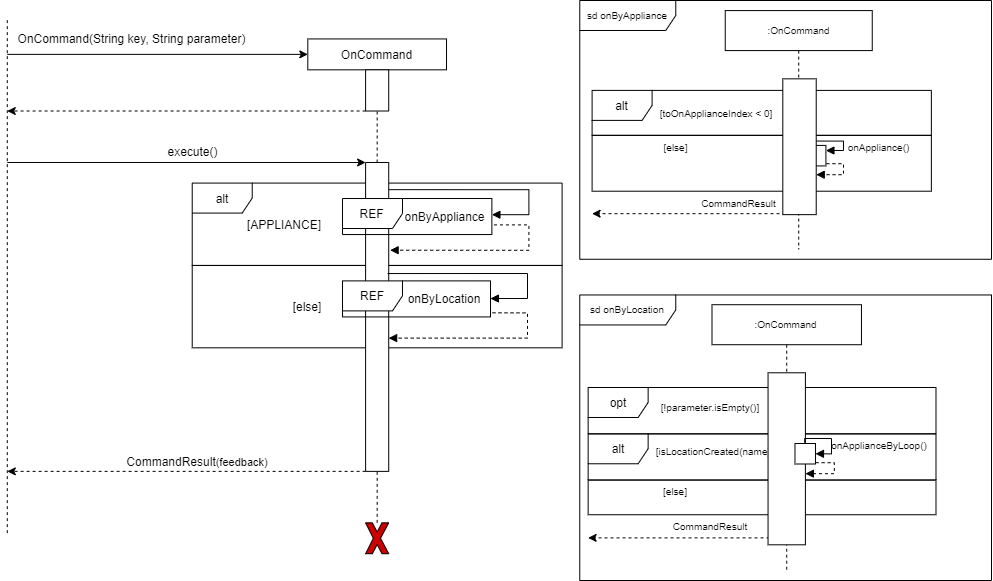 OnCommand(String key, String parameter)
OnCommand
execute()
alt
[APPLIANCE]
REF
onByAppliance
[else]
REF
onByLocation
CommandResult(feedback)
X
sd onByAppliance
:OnCommand
alt
[toOnApplianceIndex < 0]
[else]
onAppliance()
CommandResult
sd onByLocation
:OnCommand
opt
[!parameter.isEmpty()]
alt
[isLocationCreated(name
onApplianceByLoop()
[else]
CommandResult